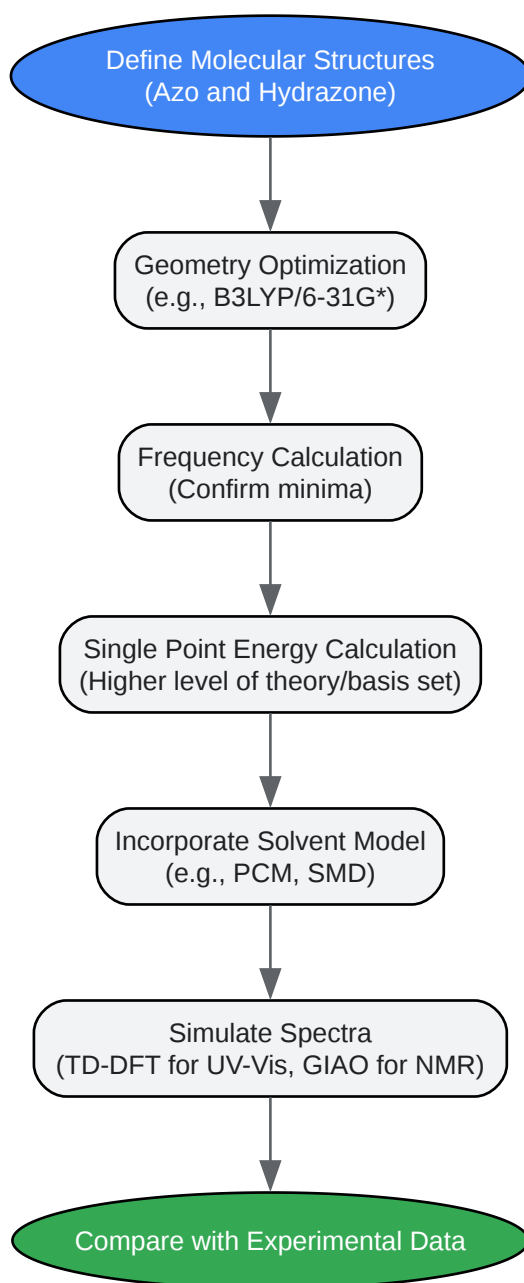 Define Molecular Structures
(Azo and Hydrazone)
Geometry Optimization
(e.g., B3LYP/6-31G*)
Frequency Calculation
(Confirm minima)
Single Point Energy Calculation
(Higher level of theory/basis set)
Incorporate Solvent Model
(e.g., PCM, SMD)
Simulate Spectra
(TD-DFT for UV-Vis, GIAO for NMR)
Compare with Experimental Data